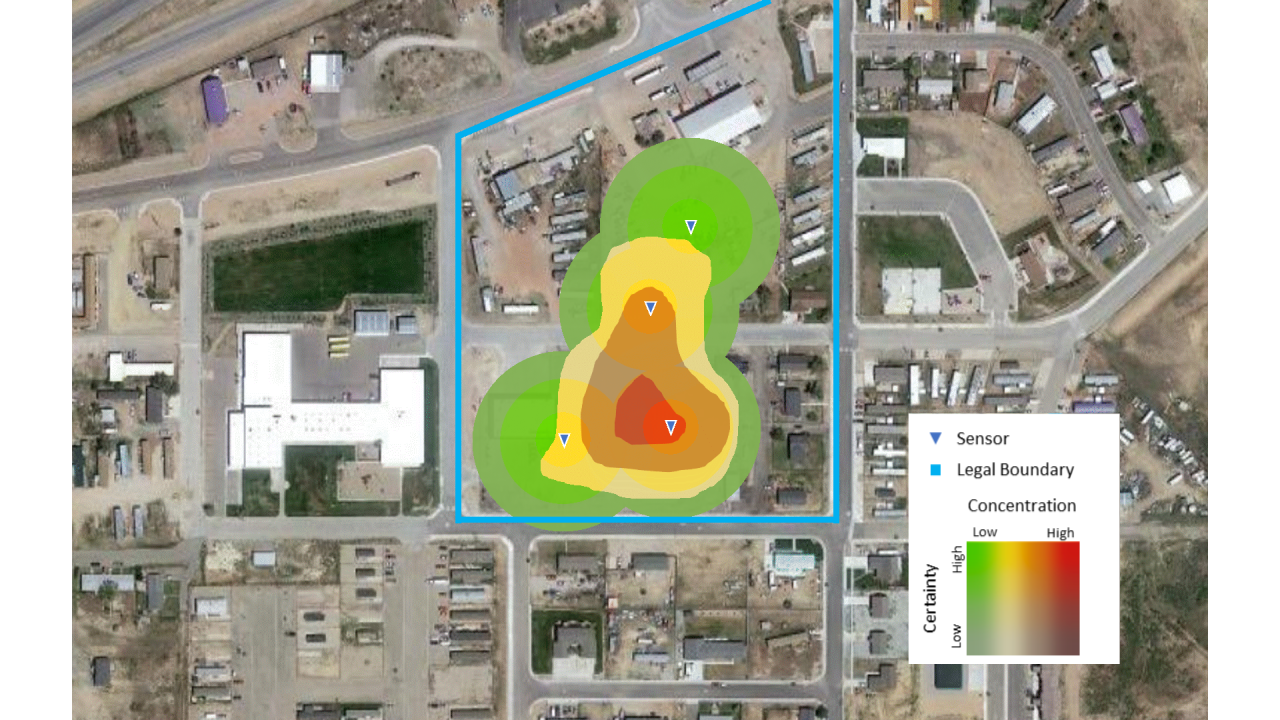 Sensor
Legal Boundary
Concentration
Low High
High
Certainty
Low